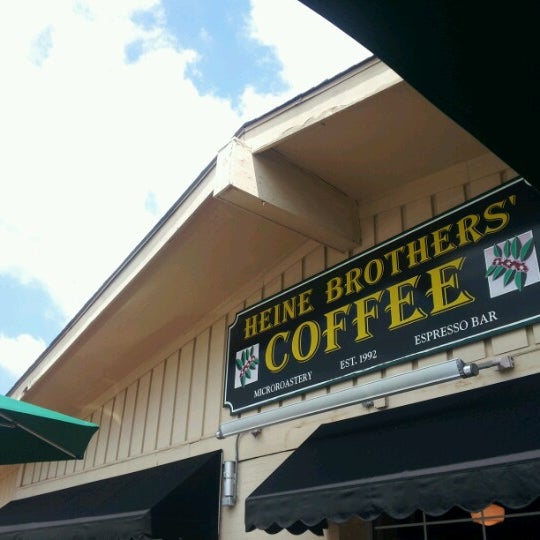 HEINE BROTHERS'
COFFEE
MICROROASTERY EST. 1992 ESPRESSO BAR